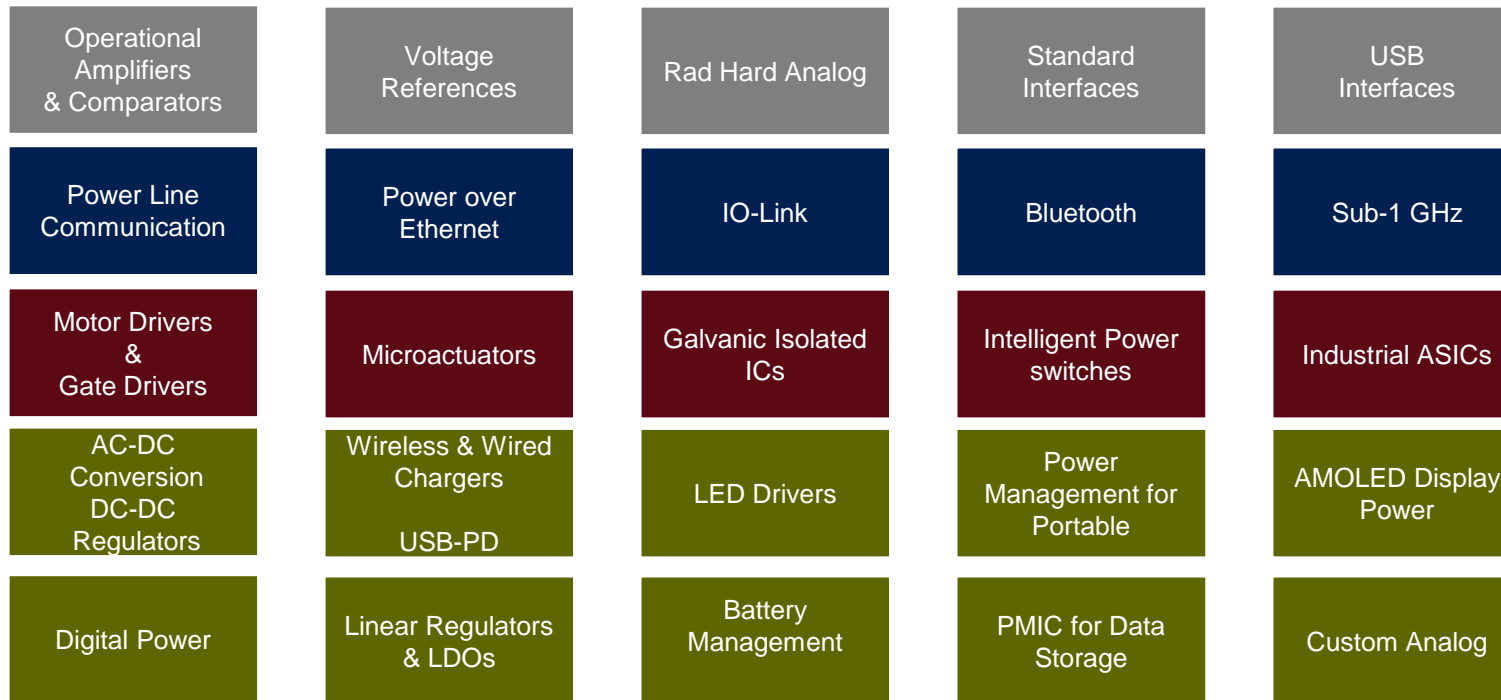 Operational
Amplifiers
& Comparators
Voltage
References
Rad Hard Analog
Standard
Interfaces
USB
Interfaces
Power Line
Communication
Power over
Ethernet
IO-Link
Bluetooth
Sub-1 GHz
Motor Drivers
&
Gate Drivers
Microactuators
Galvanic Isolated
ICs
Intelligent Power
switches
Industrial ASICs
AC-DC
Conversion
DC-DC
Regulators
Wireless & Wired
Chargers
USB-PD
LED Drivers
Power
Management for
Portable
AMOLED Display
Power
Digital Power
Linear Regulators
& LDOs
Battery
Management
PMIC for Data
Storage
Custom Analog